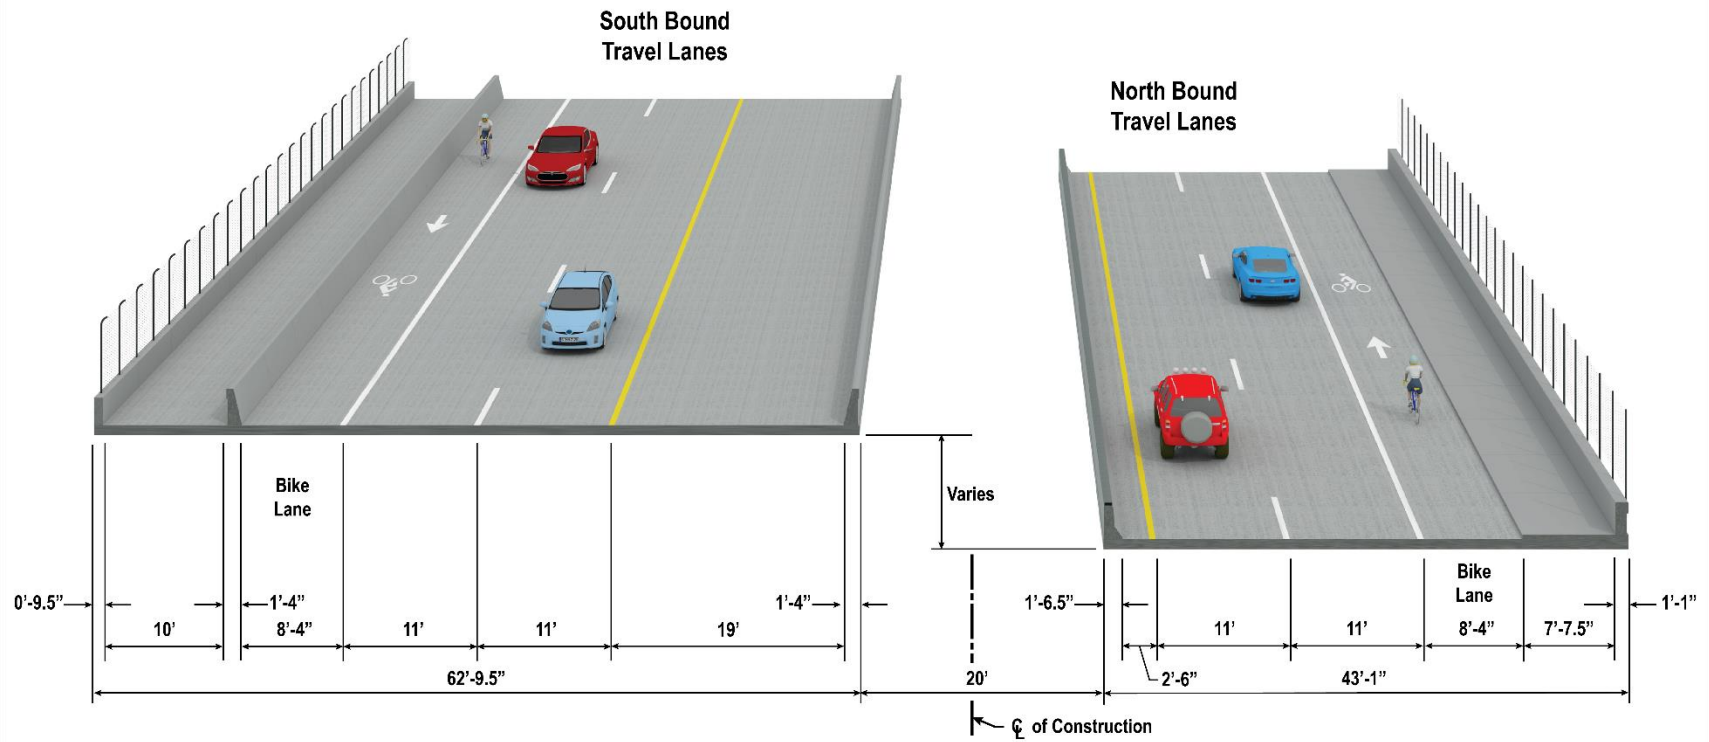 South Bound
Travel Lanes
North Bound
Travel Lanes
Varies
Bike
Lane
Bike
Lane
0'-9.5”
1'-4”
1'-4”
1'-6.5”
1'-1”
10'
8'-4”
11'
11'
19'
11'
11'
8'-4”
7'-7.5”
62'-9.5”
20'
2'-6”
43'-1”
℄ of Construction